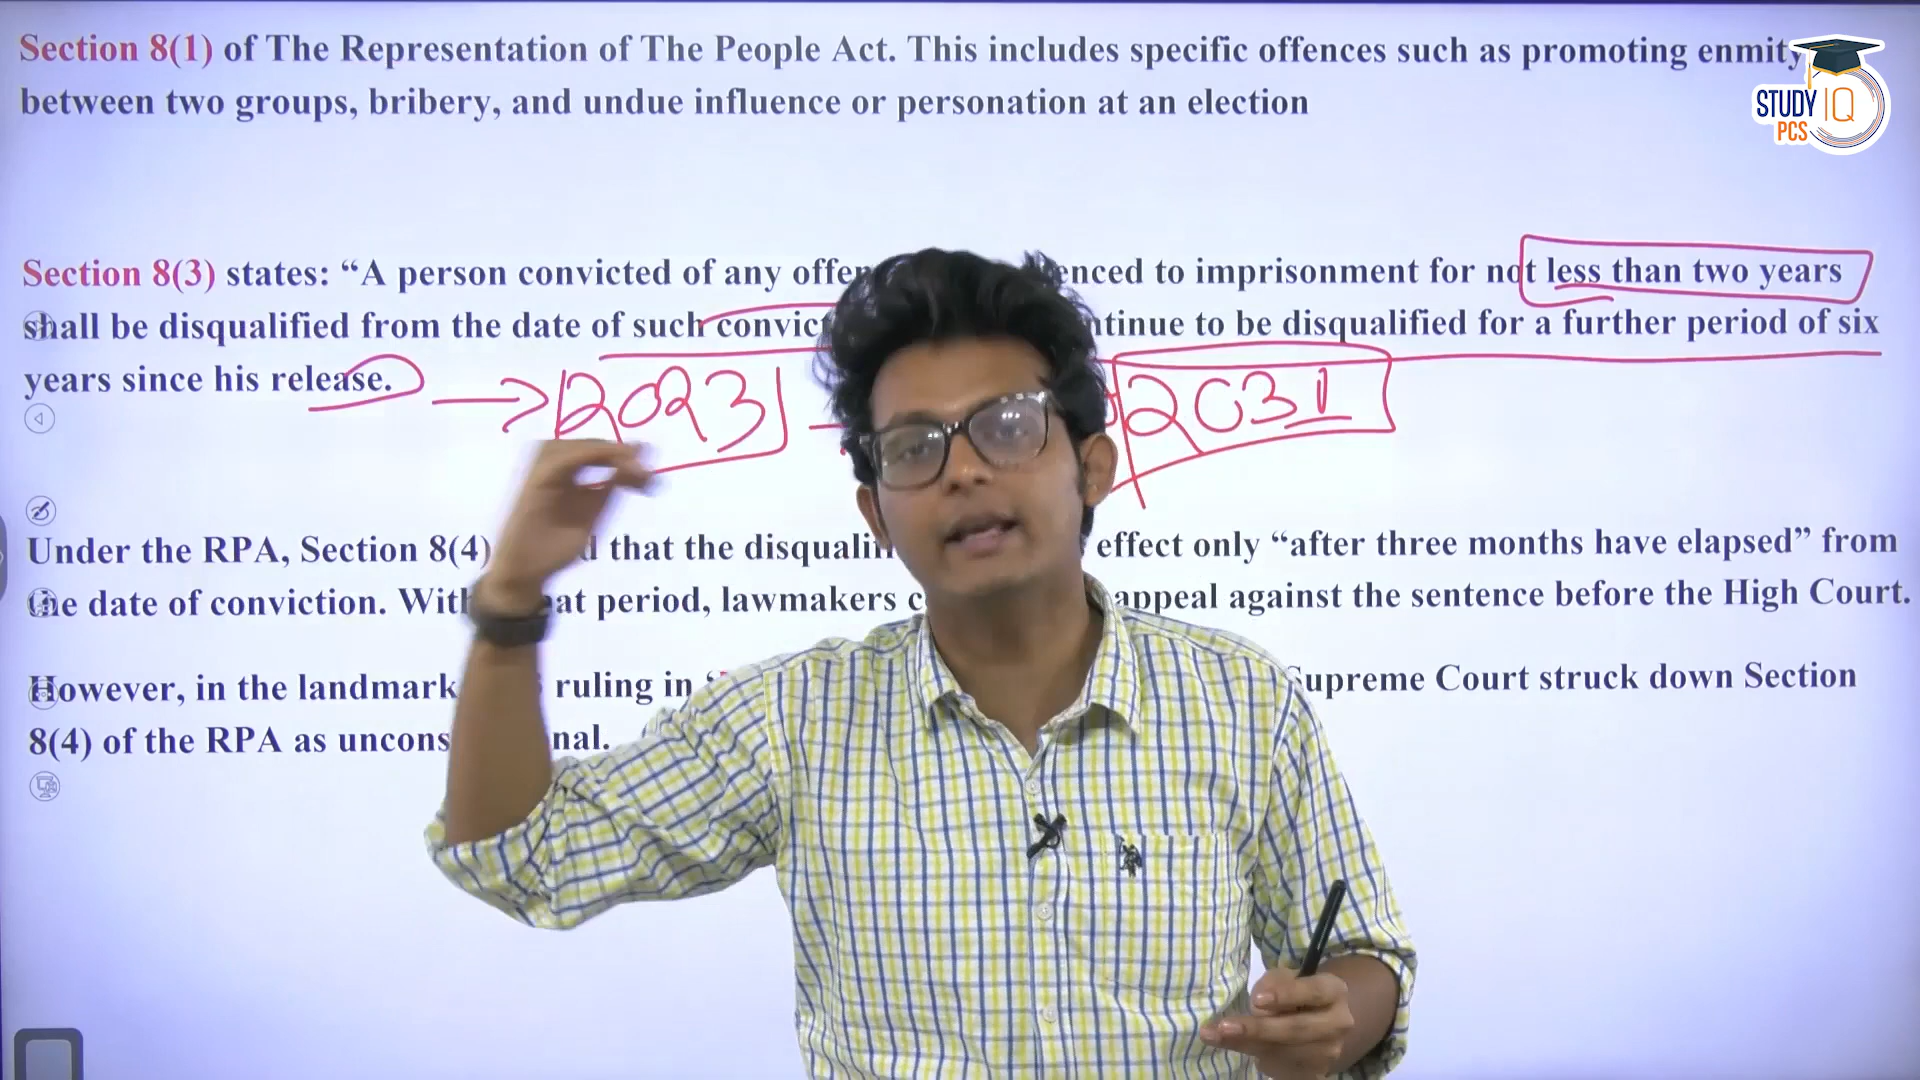 Section 8(1) of The Representation of The People Act. This includes specific offences such as promoting enmity
between two groups, bribery, and undue influence or personation at an election
STUDY IQ
PCS
Section 8(3) states: “A person convicted of any offen enced to imprisonment for not less than two years
shall be disqualified from the date of such convict ntinue to be disqualified for a further period of six
years since his release.
2023 2031
Under the RPA, Section 8(4) d that the disqualifi effect only “after three months have elapsed” from
the date of conviction. With at period, lawmakers c appeal against the sentence before the High Court.
However, in the landmark ruling in ‘ Supreme Court struck down Section
8(4) of the RPA as uncons nal.